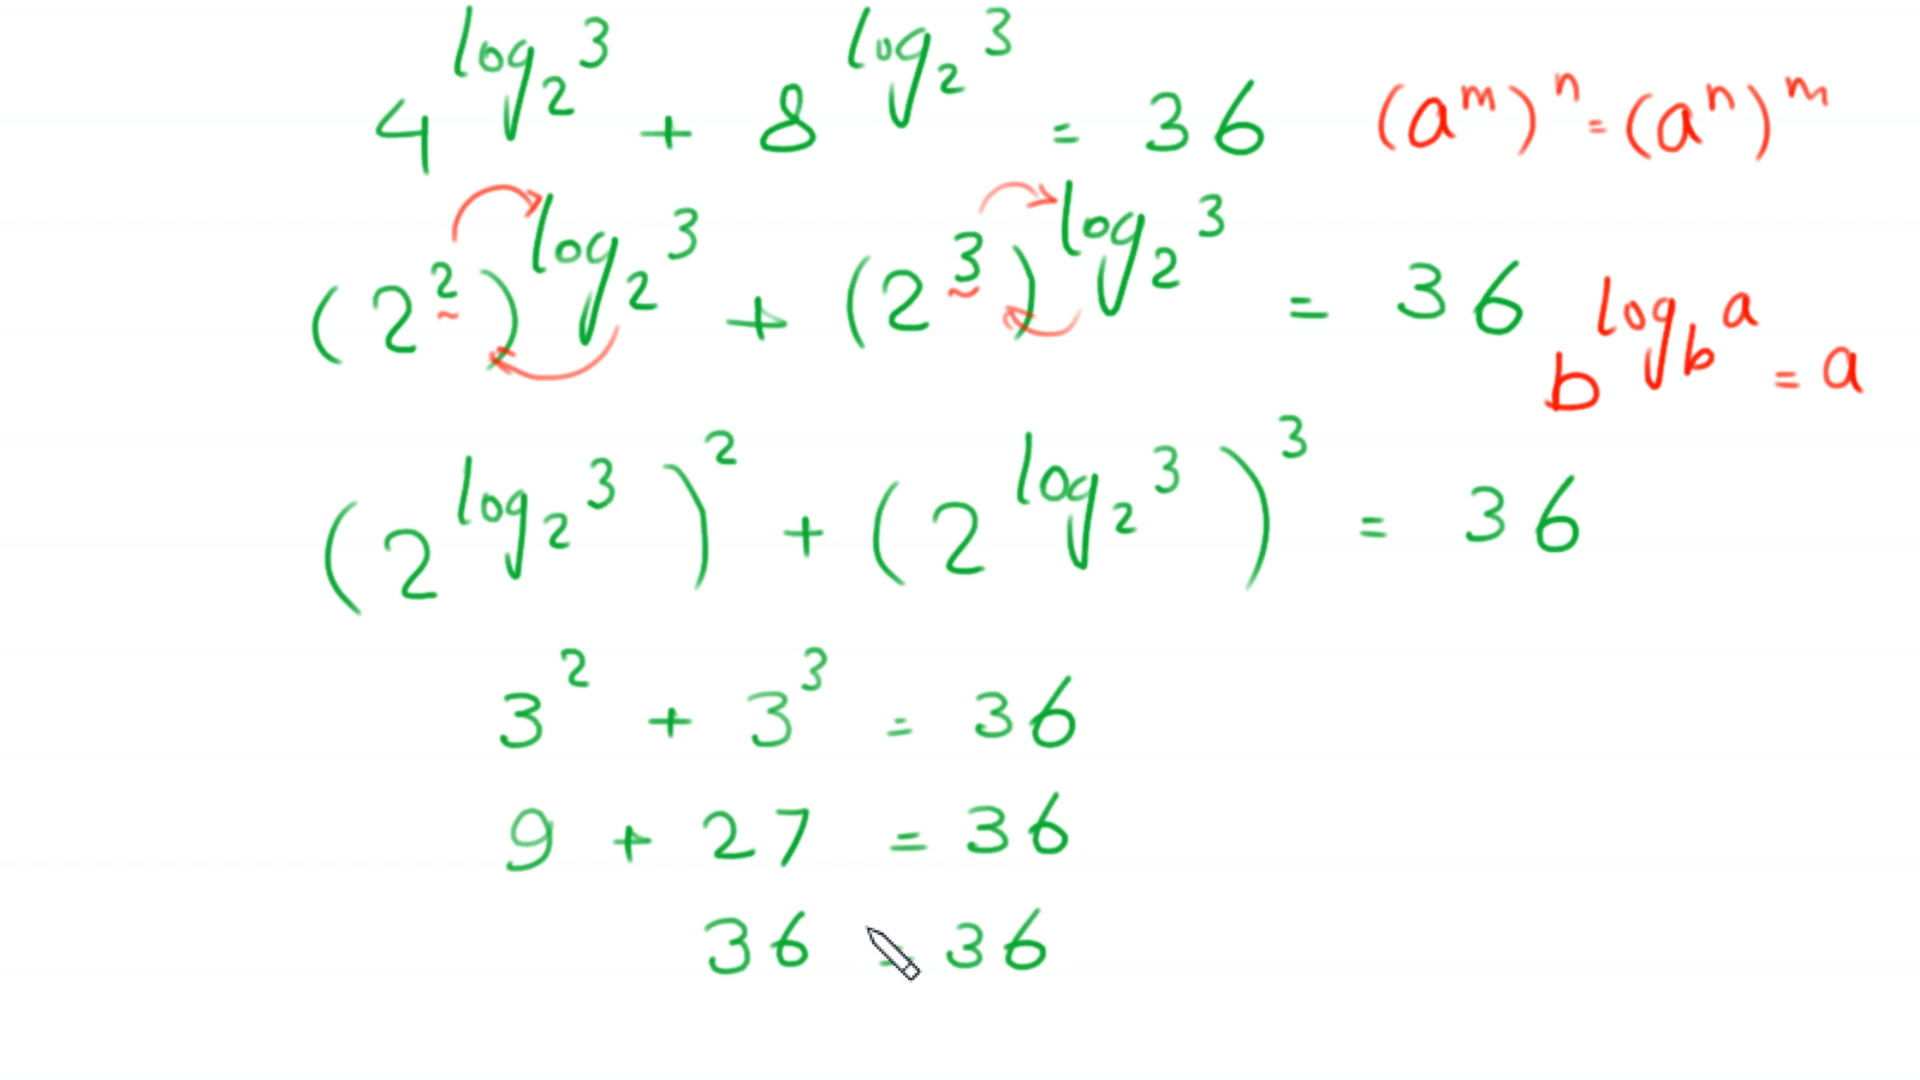 4^{log_2 3} + 8^{log_2 3} = 36 (a^m)^n = (a^n)^m
(2^2)^{log_2 3} + (2^3)^{log_2 3} = 36 b^{log_b a} = a
(2^{log_2 3})^2 + (2^{log_2 3})^3 = 36
3^2 + 3^3 = 36
9 + 27 = 36
36 = 36